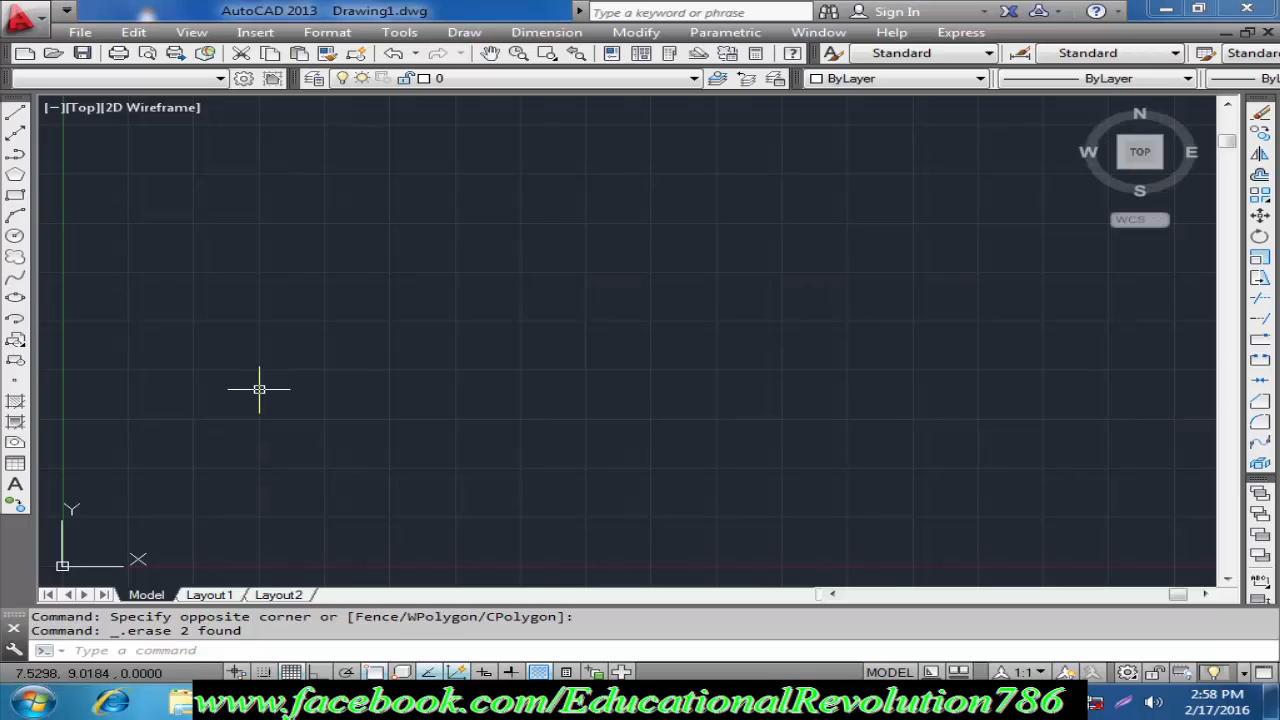 AutoCAD 2013 Drawing1.dwg
Type a keyword or phrase
Sign In
File Edit View Insert Format Tools Draw Dimension Modify Parametric Window Help Express
Standard
Standard
Standar
0
ByLayer
ByLayer
[−][Top][2D Wireframe]
N
W
TOP
E
S
WCS
Y
X
Model
Layout1
Layout2
Command: Specify opposite corner or [Fence/WPolygon/CPolygon]:
Command: _.erase 2 found
Type a command
7.5298, 9.0184, 0.0000
MODEL
1:1
www.facebook.com/EducationalRevolution786
2:58 PM
2/17/2016